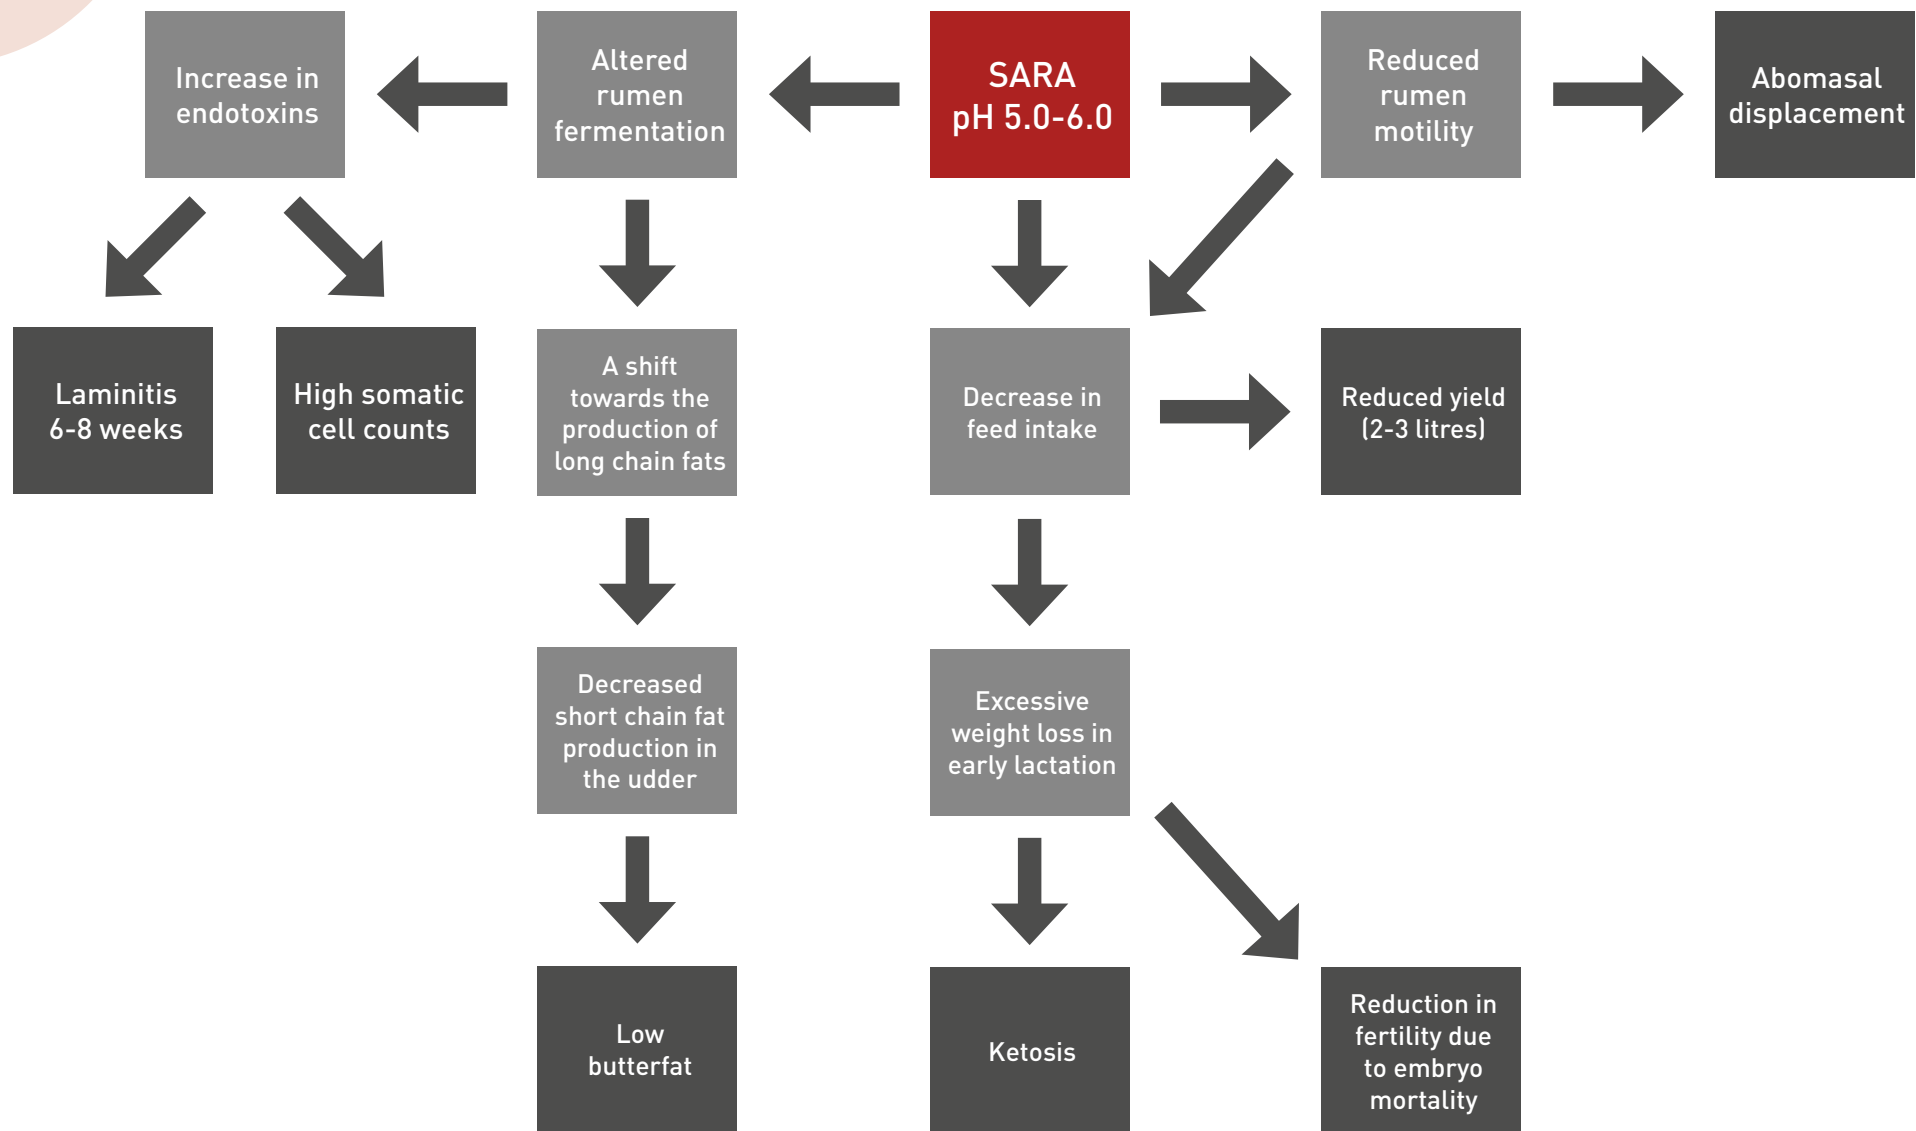 Increase in
endotoxins
Altered
rumen
fermentation
SARA
pH 5.0-6.0
Reduced
rumen
motility
Abomasal
displacement
Laminitis
6-8 weeks
High somatic
cell counts
A shift
towards the
production of
long chain fats
Decrease in
feed intake
Reduced yield
(2-3 litres)
Decreased
short chain fat
production in
the udder
Excessive
weight loss in
early lactation
Low
butterfat
Ketosis
Reduction in
fertility due
to embryo
mortality